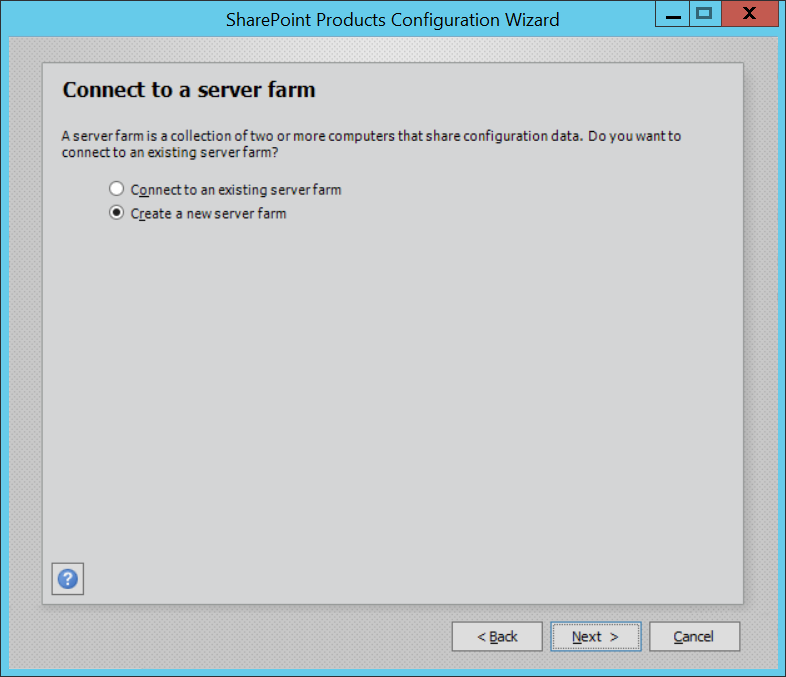 SharePoint Products Configuration Wizard
X
Connect to a server farm
A server farm is a collection of two or more computers that share configuration data. Do you want to
connect to an existing server farm?
Connect to an existing server farm
Create a new server farm
?
< Back
Next >
Cancel